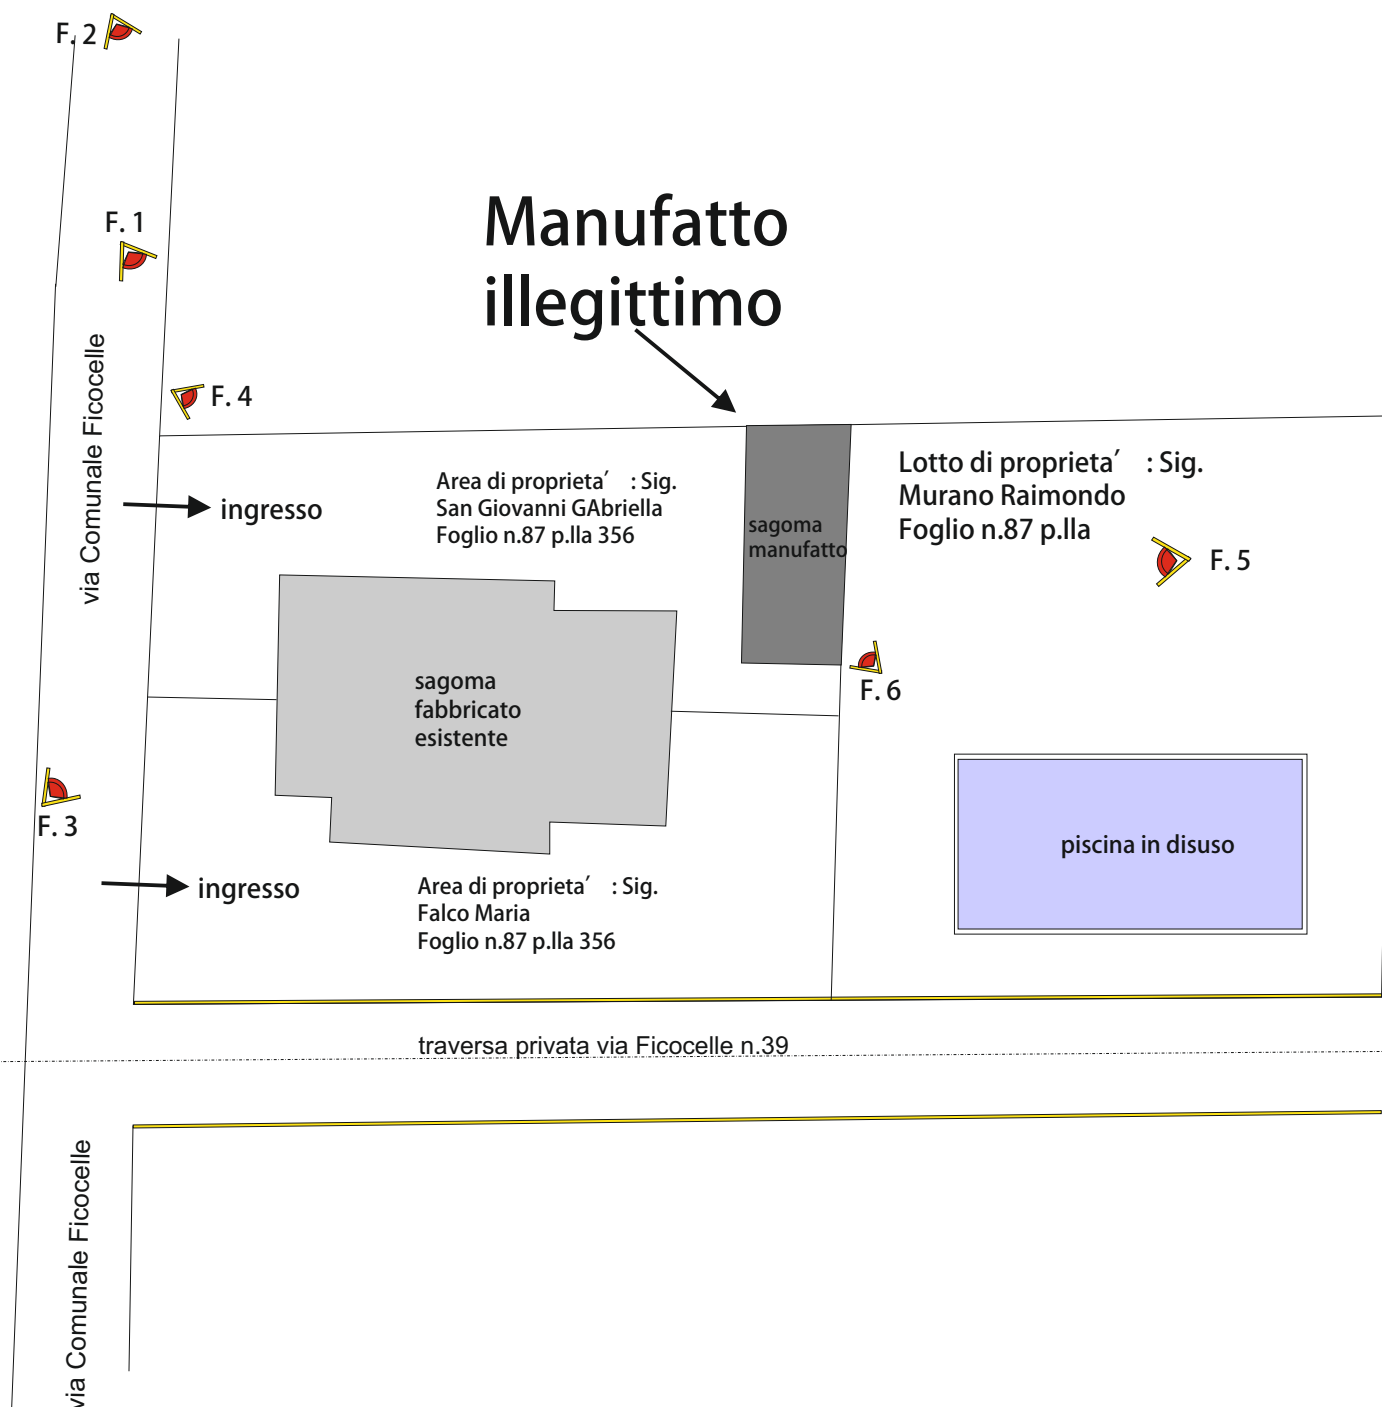 F. 2
F. 1
Manufatto
illegittimo
via Comunale Ficocelle
F. 4
ingresso
Area di proprieta´ : Sig.
San Giovanni GAbriella
Foglio n.87 p.lla 356
sagoma
manufatto
Lotto di proprieta´ : Sig.
Murano Raimondo
Foglio n.87 p.lla
F. 5
F. 6
sagoma
fabbricato
esistente
F. 3
ingresso
Area di proprieta´ : Sig.
Falco Maria
Foglio n.87 p.lla 356
piscina in disuso
traversa privata via Ficocelle n.39
via Comunale Ficocelle